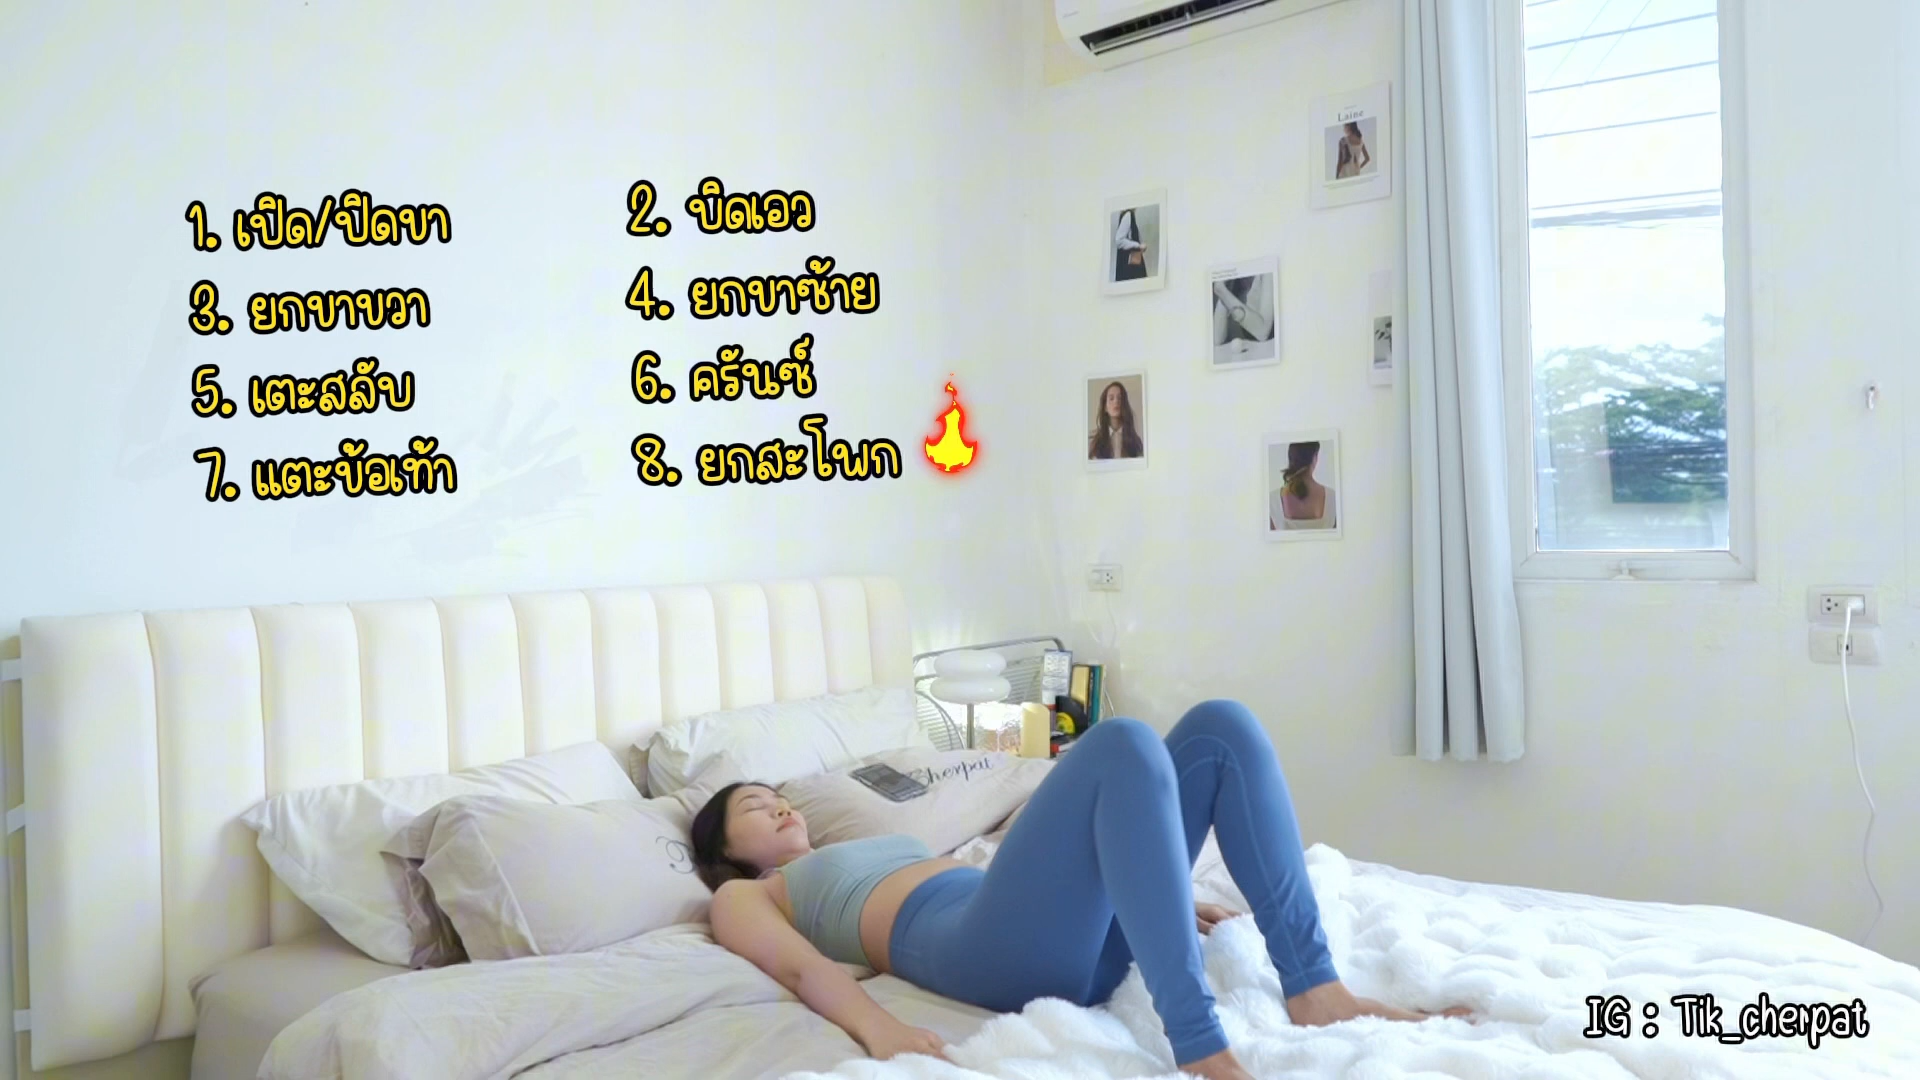 1. เปิด/ปิดขา
2. บิดเอว
3. ยกขาขวา
4. ยกขาซ้าย
5. เตะสลับ
6. ครันซ์
7. แตะข้อเท้า
8. ยกสะโพก
Laine
Cherpat
IG : Tik_cherpat